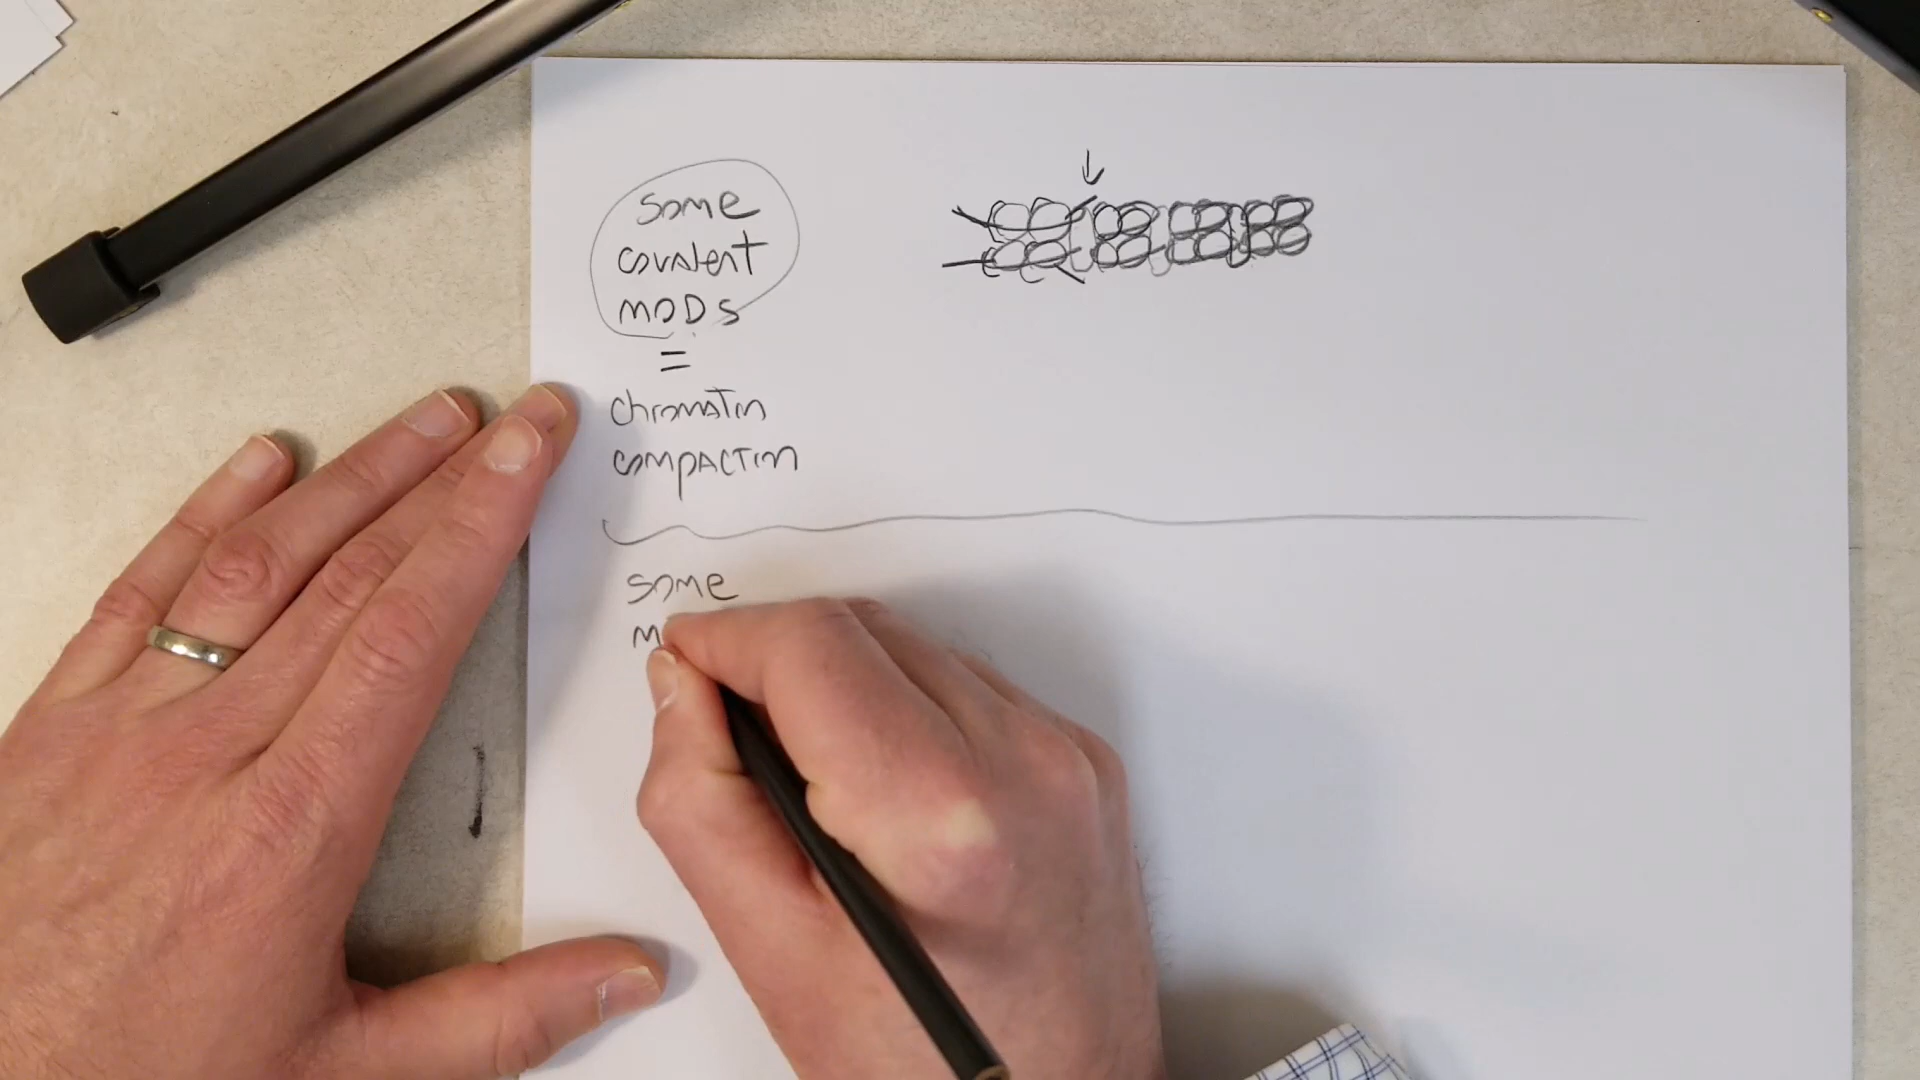 some
covalent
MODS
=
chromatin
compaction
some
M